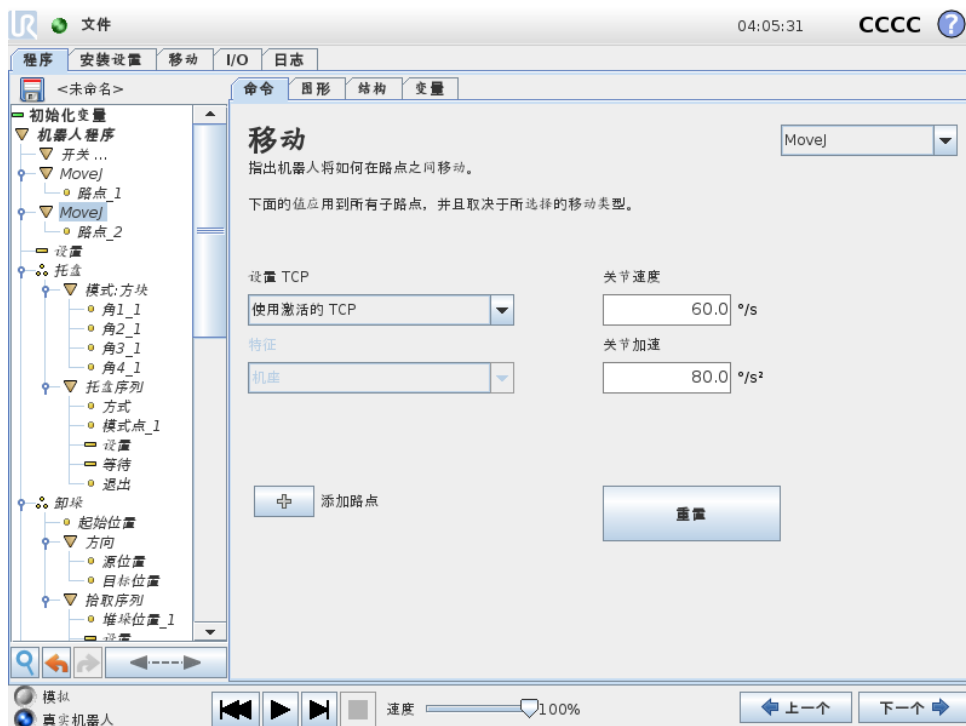 UR 文件 04:05:31 CCCC ?
程序 安装设置 移动 I/O 日志
<未命名> 命令 图形 结构 变量
初始化变量
机器人程序
开关 ...
MoveJ
路点_1
MoveJ
路点_2
设置
托盘
模式:方块
角1_1
角2_1
角3_1
角4_1
托盘序列
方式
模式点_1
设置
等待
退出
卸垛
起始位置
方向
源位置
目标位置
拾取序列
堆垛位置_1
设置
移动
MoveJ
指出机器人将如何在路点之间移动。
下面的值应用到所有子路点，并且取决于所选择的移动类型。
设置 TCP
使用激活的 TCP
特征
机座
关节速度
60.0 °/s
关节加速
80.0 °/s²
添加路点
重置
模拟
真实机器人
速度 100%
上一个 下一个